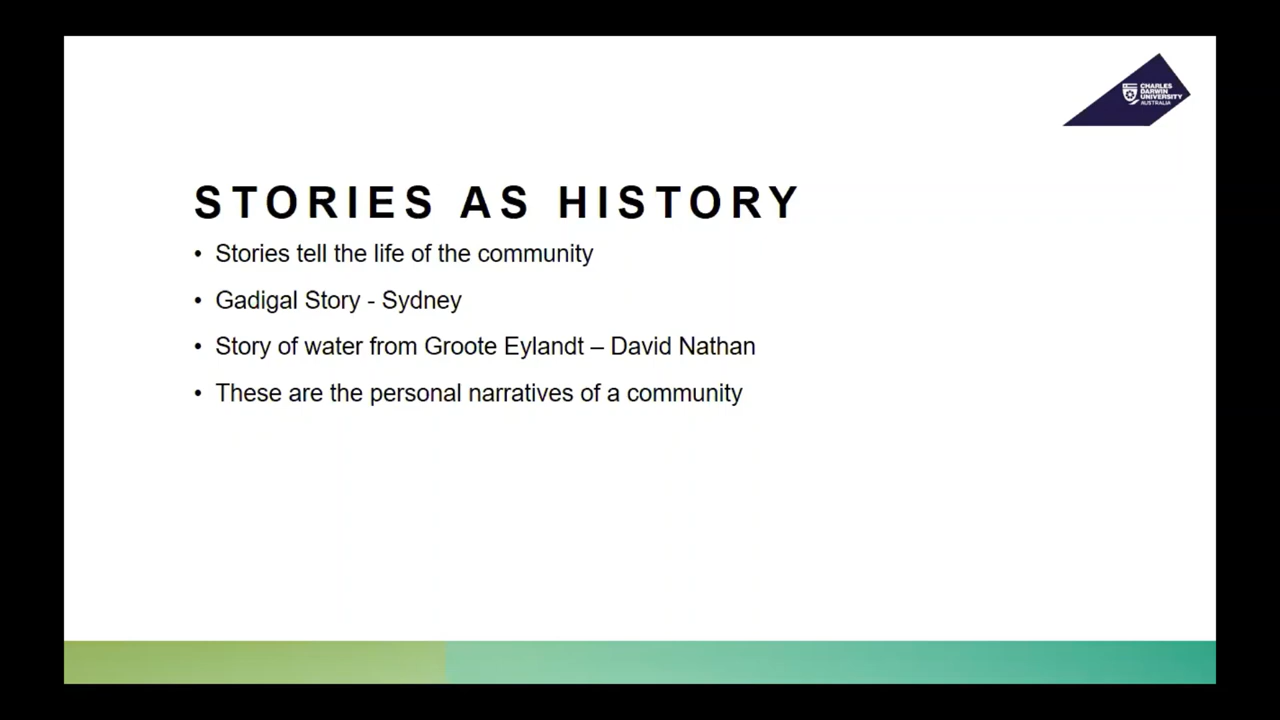 CHARLES
DARWIN
UNIVERSITY
AUSTRALIA
STORIES AS HISTORY
• Stories tell the life of the community
• Gadigal Story - Sydney
• Story of water from Groote Eylandt – David Nathan
• These are the personal narratives of a community